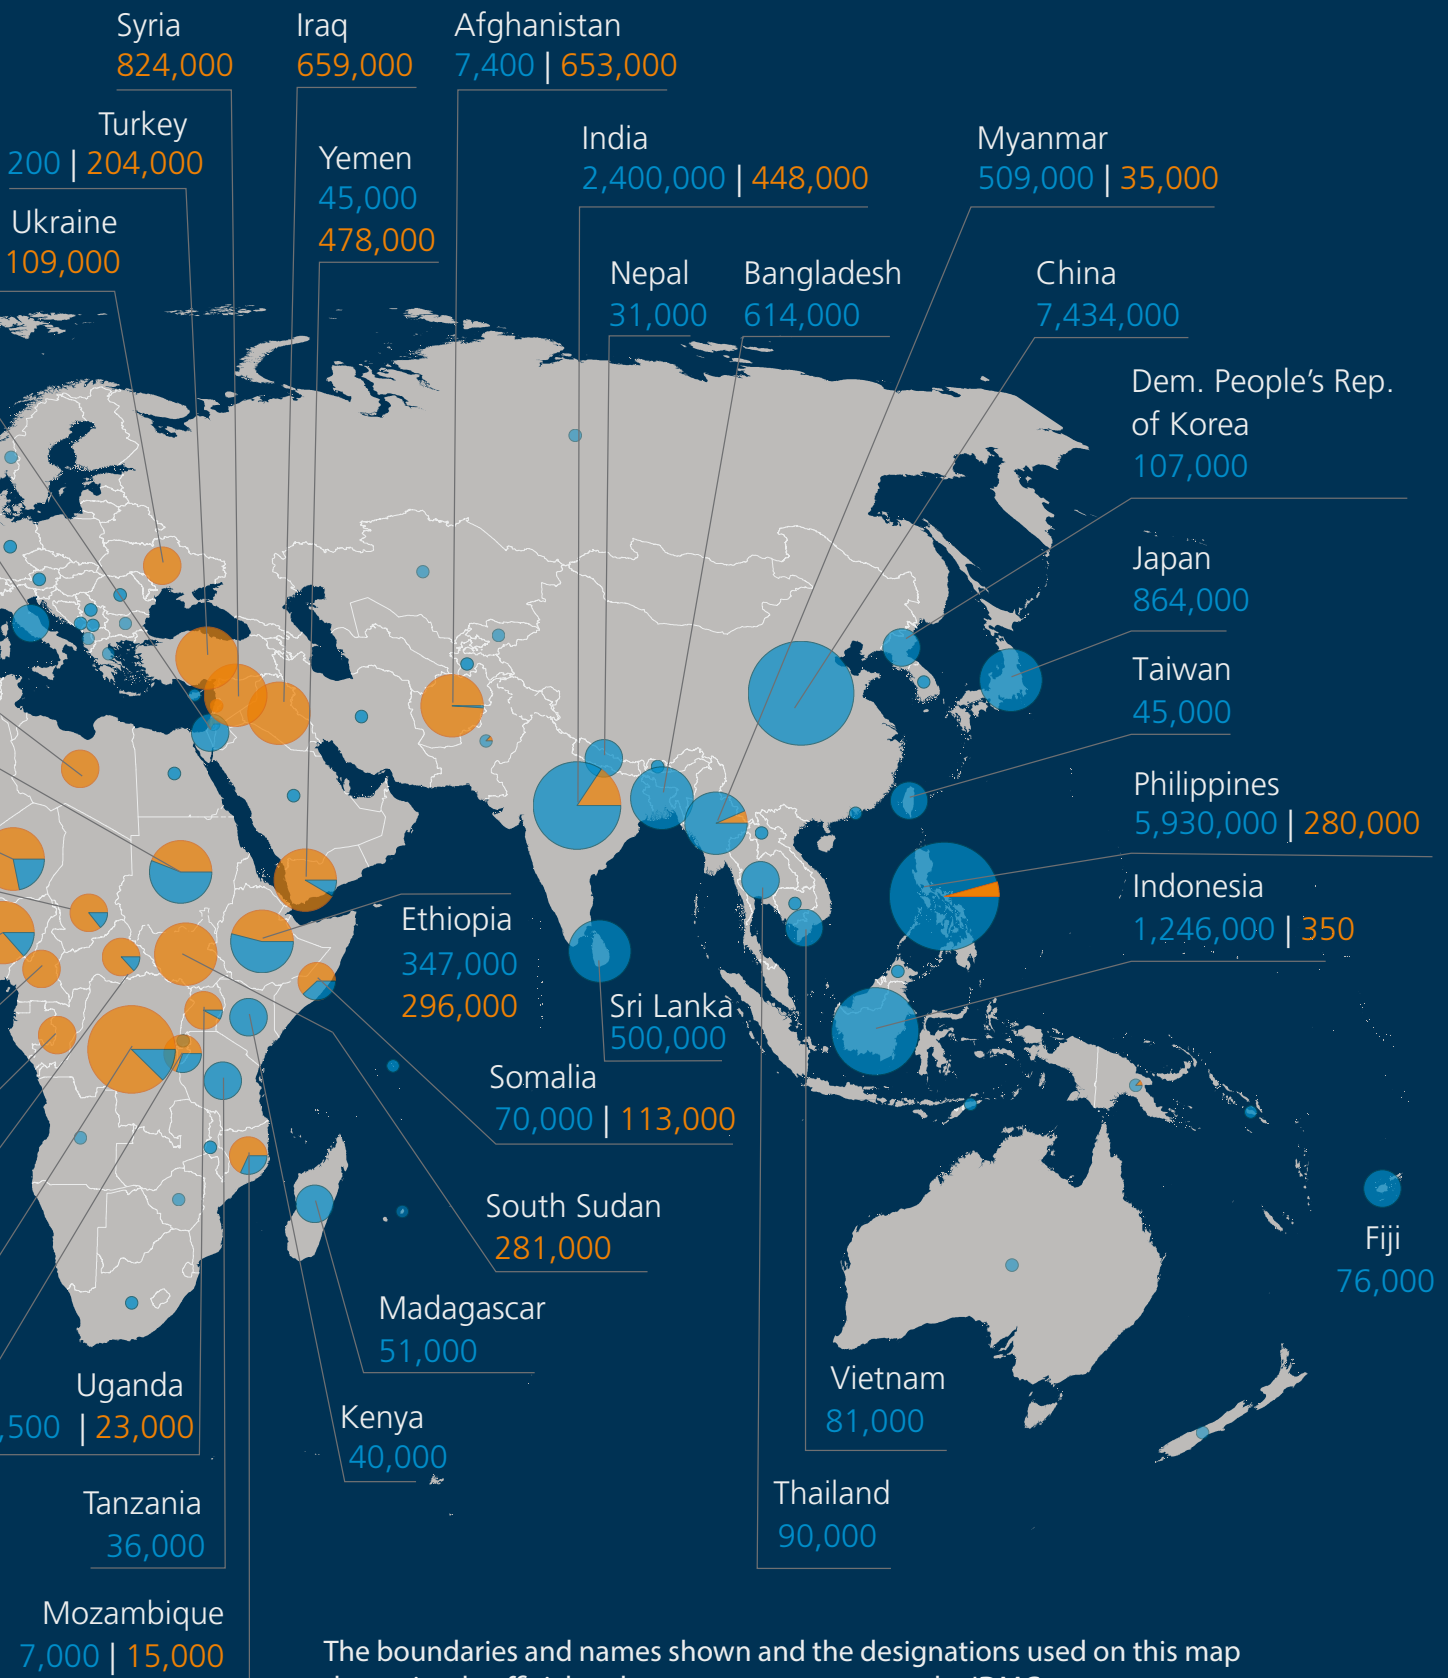 Syria
824,000
Iraq
659,000
Afghanistan
7,400 | 653,000
Turkey
200 | 204,000
Yemen
45,000
478,000
India
2,400,000 | 448,000
Myanmar
509,000 | 35,000
Ukraine
109,000
Nepal
31,000
Bangladesh
614,000
China
7,434,000
Dem. People's Rep.
of Korea
107,000
Japan
864,000
Taiwan
45,000
Philippines
5,930,000 | 280,000
Indonesia
1,246,000 | 350
Ethiopia
347,000
296,000
Sri Lanka
500,000
Somalia
70,000 | 113,000
South Sudan
281,000
Fiji
76,000
Madagascar
51,000
Vietnam
81,000
Uganda
,500 | 23,000
Kenya
40,000
Thailand
90,000
Tanzania
36,000
Mozambique
7,000 | 15,000
The boundaries and names shown and the designations used on this map